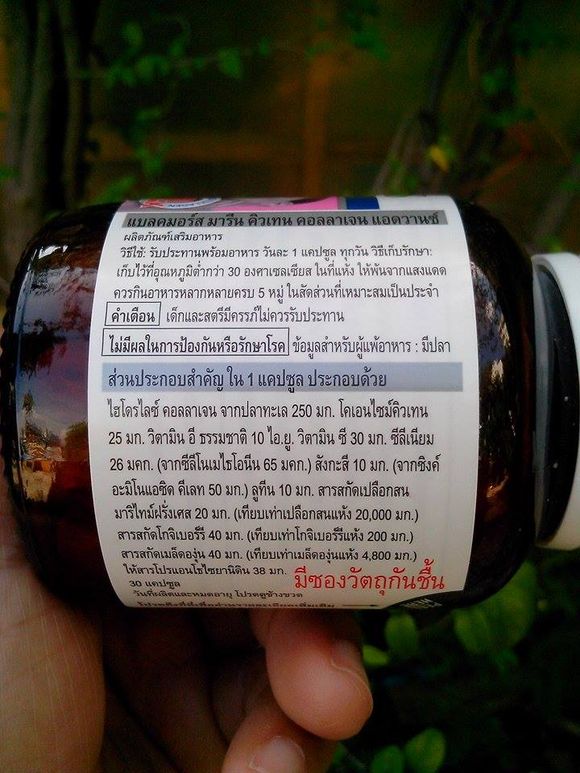 แบลคมอร์ส มารีน คิวเทน คอลลาเจน แอดวานซ์
ผลิตภัณฑ์เสริมอาหาร
วิธีใช้: รับประทานพร้อมอาหาร วันละ 1 แคปซูล ทุกวัน วิธีเก็บรักษา:
เก็บไว้ที่อุณหภูมิต่ำกว่า 30 องศาเซลเซียส ในที่แห้ง ให้พ้นจากแสงแดด
ควรกินอาหารหลากหลายครบ 5 หมู่ ในสัดส่วนที่เหมาะสมเป็นประจำ
คำเตือน เด็กและสตรีมีครรภ์ไม่ควรรับประทาน
ไม่มีผลในการป้องกันหรือรักษาโรค ข้อมูลสำหรับผู้แพ้อาหาร : มีปลา
ส่วนประกอบสำคัญ ใน 1 แคปซูล ประกอบด้วย
ไฮโดรไลซ์ คอลลาเจน จากปลาทะเล 250 มก. โคเอนไซม์คิวเทน
25 มก. วิตามิน อี ธรรมชาติ 10 ไอ.ยู. วิตามิน ซี 30 มก. ซีลีเนียม
26 มคก. (จากซีลีโนเมไธโอนีน 65 มคก.) สังกะสี 10 มก. (จากซิงค์
อะมิโนแอซิด คีเลท 50 มก.) ลูทีน 10 มก. สารสกัดเปลือกสน
มาริไทม์ฝรั่งเศส 20 มก. (เทียบเท่าเปลือกสนแห้ง 20,000 มก.)
สารสกัดโกจิเบอร์รี่ 40 มก. (เทียบเท่าโกจิเบอร์รี่แห้ง 200 มก.)
สารสกัดเมล็ดองุ่น 40 มก. (เทียบเท่าเมล็ดองุ่นแห้ง 4,800 มก.)
ให้สารโปรแอนโธไซยานิดิน 38 มก.
30 แคปซูล
มีซองวัตถุกันชื้น
วันที่ผลิตและหมดอายุ โปรดดูข้างขวด